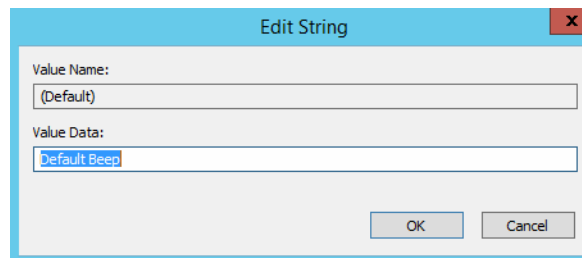 Edit String
x
Value Name:
(Default)
Value Data:
Default Beep
OK Cancel